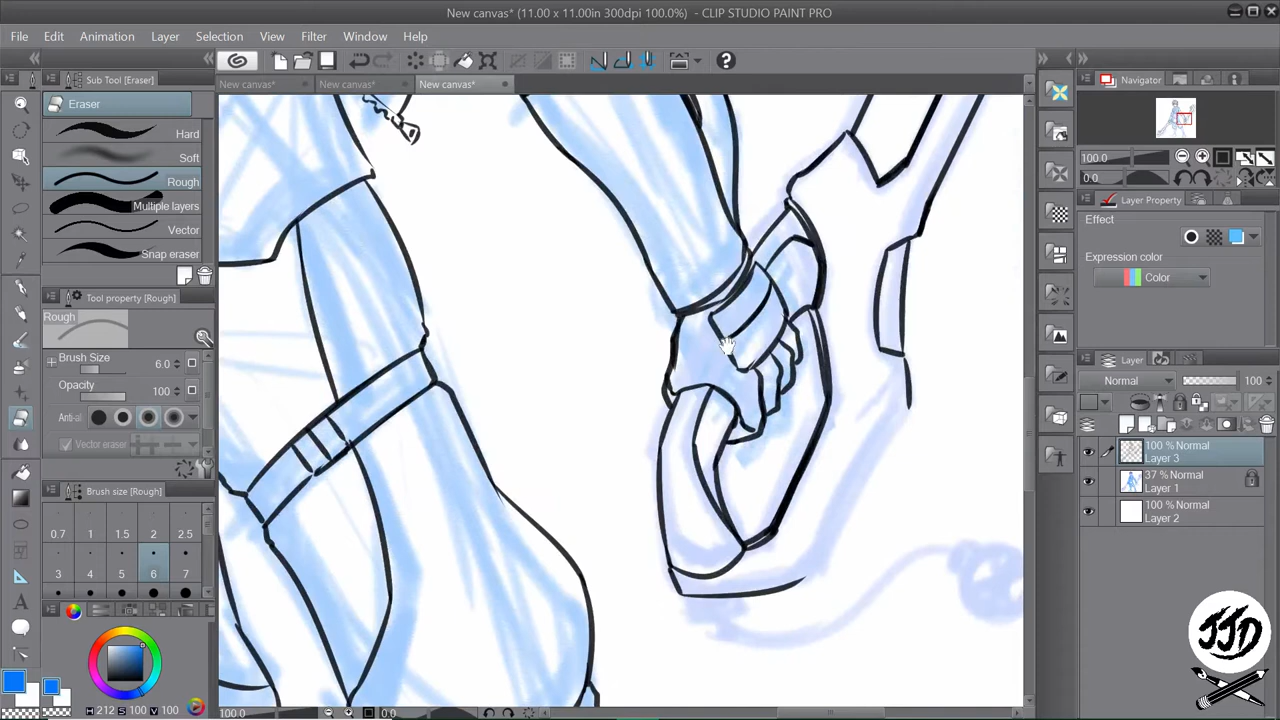 New canvas* (11.00 x 11.00in 300dpi 100.0%) - CLIP STUDIO PAINT PRO
File Edit Animation Layer Selection View Filter Window Help
Sub Tool [Eraser]
New canvas* New canvas* New canvas*
Navigator
Eraser
Hard
Soft
Rough
Multiple layers
Vector
Snap eraser
100.0
0.0
Layer Property
Effect
Expression color
Color
Tool property [Rough]
Rough
Brush Size 6.0
Opacity 100
Anti-al
Vector eraser
Layer
Normal 100
100 % Normal
Layer 3
37 % Normal
Layer 1
100 % Normal
Layer 2
Brush size [Rough]
0.7 1 1.5 2 2.5
3 4 5 6 7
H 212 S 100 V 100
100.0 0.0
JJD